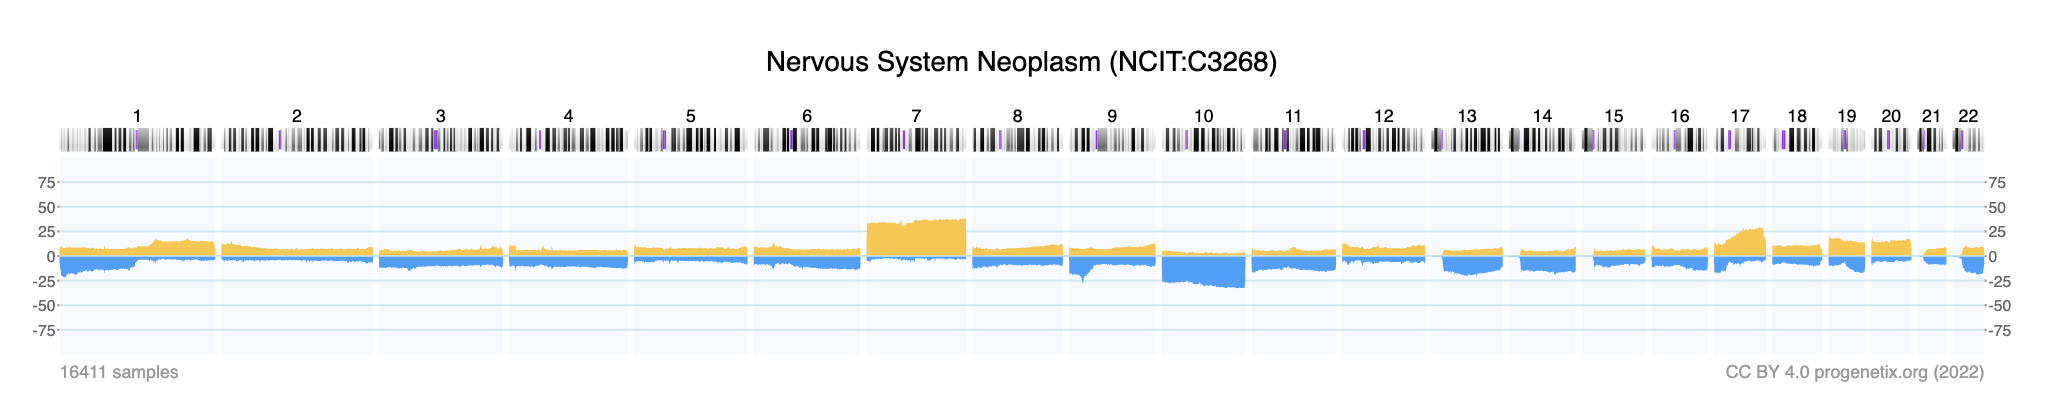 Nervous System Neoplasm (NCIT:C3268)
1 2 3 4 5 6 7 8 9 10 11 12 13 14 15 16 17 18 19 20 21 22
75 75
50 50
25 25
0 0
-25 -25
-50 -50
-75 -75
16411 samples CC BY 4.0 progenetix.org (2022)